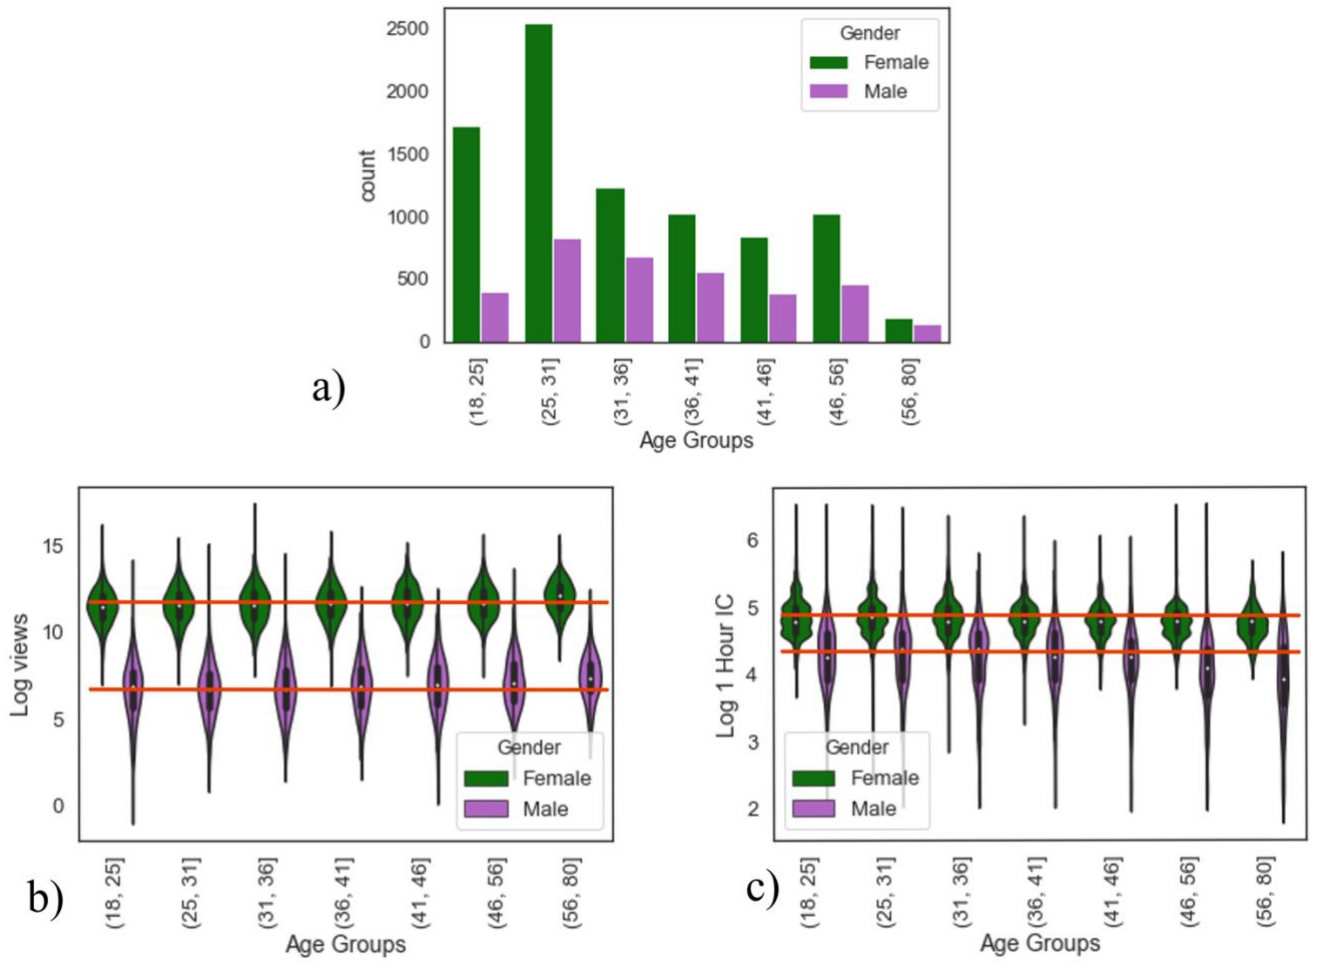 2500
2000
1500
1000
500
0
count
Gender
Female
Male
(18, 25]
(25, 31]
(31, 36]
(36, 41]
(41, 46]
(46, 56]
(56, 80]
Age Groups
a)
15
10
5
0
Log views
Gender
Female
Male
(18, 25]
(25, 31]
(31, 36]
(36, 41]
(41, 46]
(46, 56]
(56, 80]
Age Groups
b)
6
5
4
3
2
Log 1 Hour IC
Gender
Female
Male
(18, 25]
(25, 31]
(31, 36]
(36, 41]
(41, 46]
(46, 56]
(56, 80]
Age Groups
c)